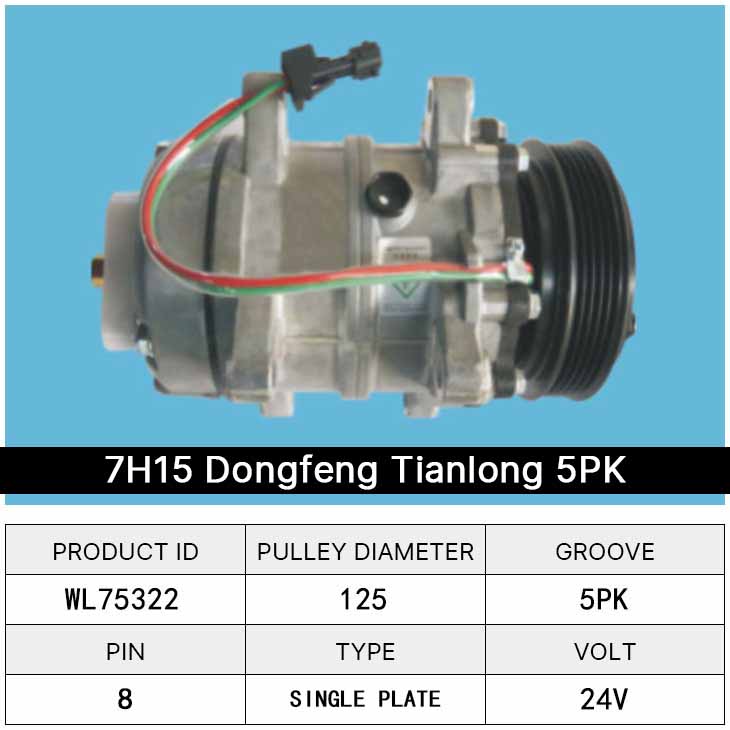 7H15 Dongfeng Tianlong 5PK
PRODUCT ID PULLEY DIAMETER GROOVE
WL75322 125 5PK
PIN TYPE VOLT
8 SINGLE PLATE 24V